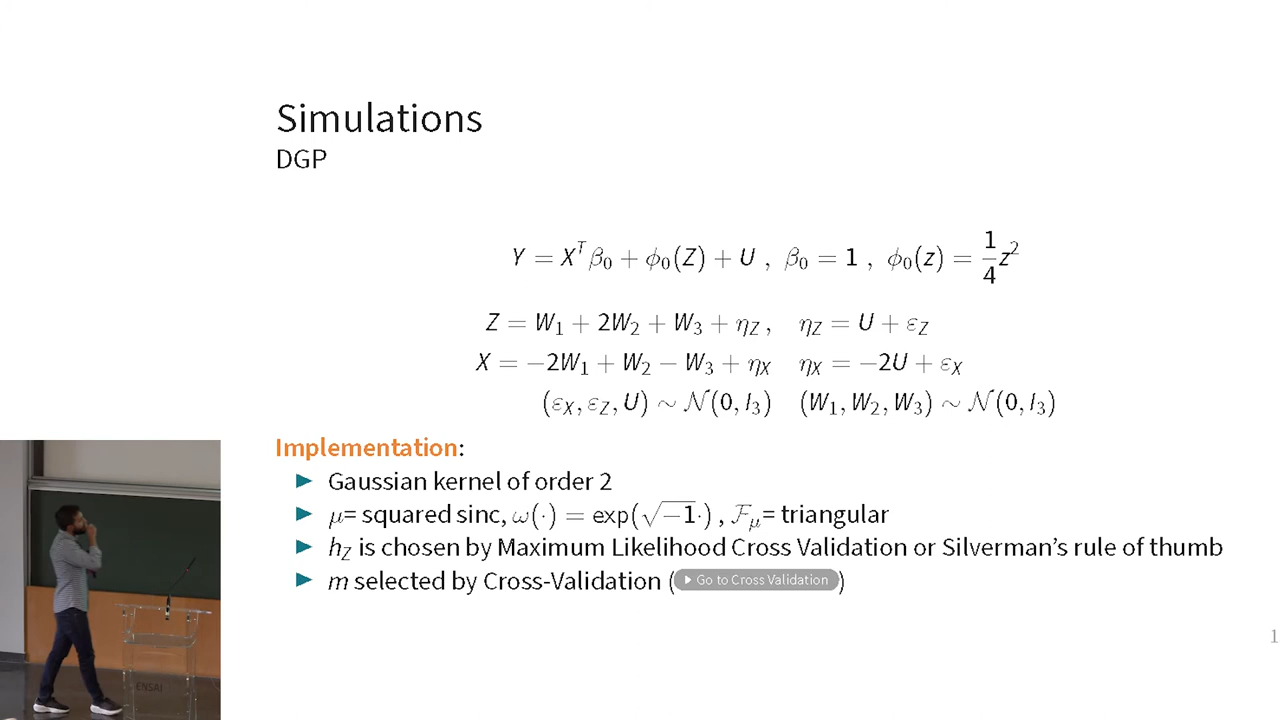 Simulations
DGP
Y = X^T β₀ + ϕ₀(Z) + U , β₀ = 1 , ϕ₀(z) = 1/4 z²
Z = W₁ + 2W₂ + W₃ + η_Z , η_Z = U + ε_Z
X = −2W₁ + W₂ − W₃ + η_X η_X = −2U + ε_X
(ε_X, ε_Z, U) ∼ 𝒩(0, I₃) (W₁, W₂, W₃) ∼ 𝒩(0, I₃)
Implementation:
► Gaussian kernel of order 2
► μ= squared sinc, ω(·) = exp(√−1·) , ℱ_μ= triangular
► h_Z is chosen by Maximum Likelihood Cross Validation or Silverman's rule of thumb
► m selected by Cross-Validation (► Go to Cross Validation)
1
ENSAI